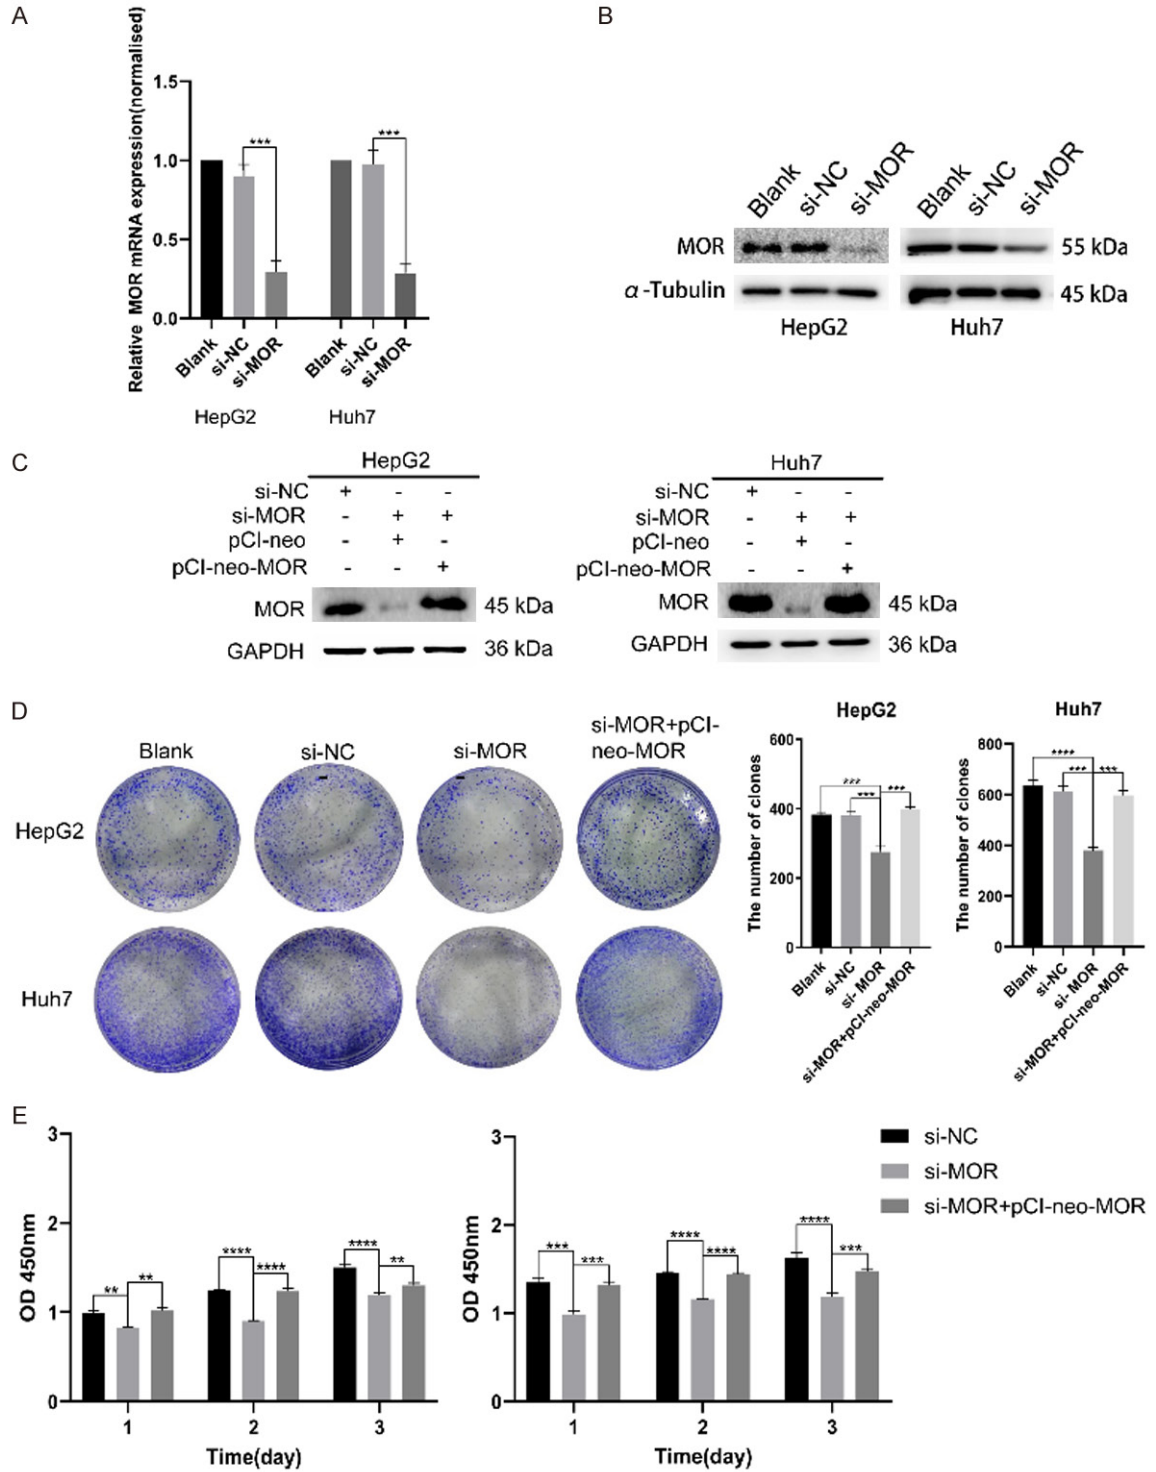 A
Relative MOR mRNA expression(normalised)
1.5
1.0
0.5
0.0
***
***
Blank
si-NC
si-MOR
Blank
si-NC
si-MOR
HepG2
Huh7
B
Blank
si-NC
si-MOR
Blank
si-NC
si-MOR
MOR
55 kDa
α-Tubulin
45 kDa
HepG2
Huh7
C
HepG2
si-NC + - -
si-MOR - + +
pCI-neo - + -
pCI-neo-MOR - - +
MOR
45 kDa
GAPDH
36 kDa
Huh7
si-NC + - -
si-MOR - + +
pCI-neo - + -
pCI-neo-MOR - - +
MOR
45 kDa
GAPDH
36 kDa
D
Blank
si-NC
si-MOR
si-MOR+pCI-
neo-MOR
HepG2
Huh7
HepG2
The number of clones
600
400
200
0
***
***
***
Blank
si-NC
si- MOR
si-MOR+pCI-neo-MOR
Huh7
The number of clones
800
600
400
200
0
****
***
***
Blank
si-NC
si- MOR
si-MOR+pCI-neo-MOR
E
OD 450nm
3
2
1
0
**
**
****
****
****
**
1
2
3
Time(day)
OD 450nm
3
2
1
0
***
***
****
****
****
***
1
2
3
Time(day)
si-NC
si-MOR
si-MOR+pCI-neo-MOR